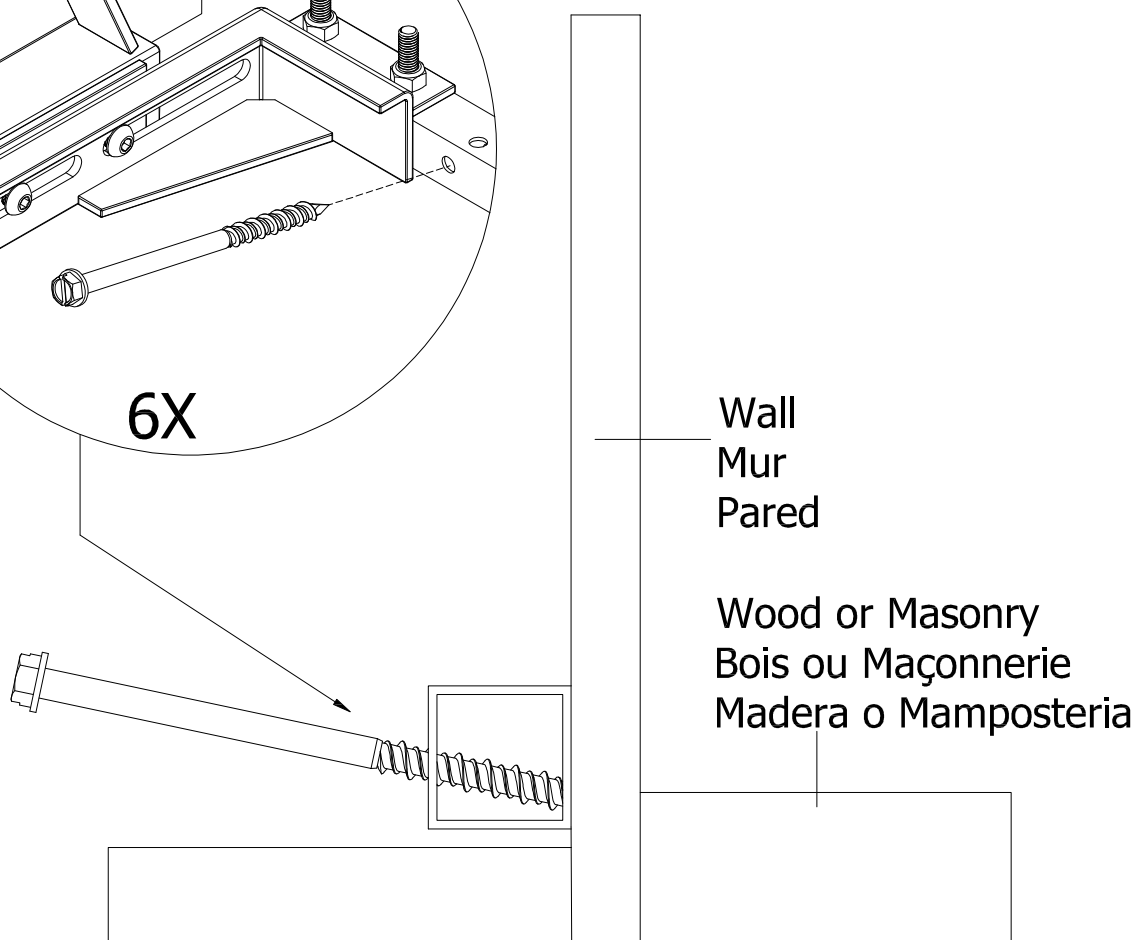 6X
Wall
Mur
Pared
Wood or Masonry
Bois ou Maçonnerie
Madera o Mamposteria